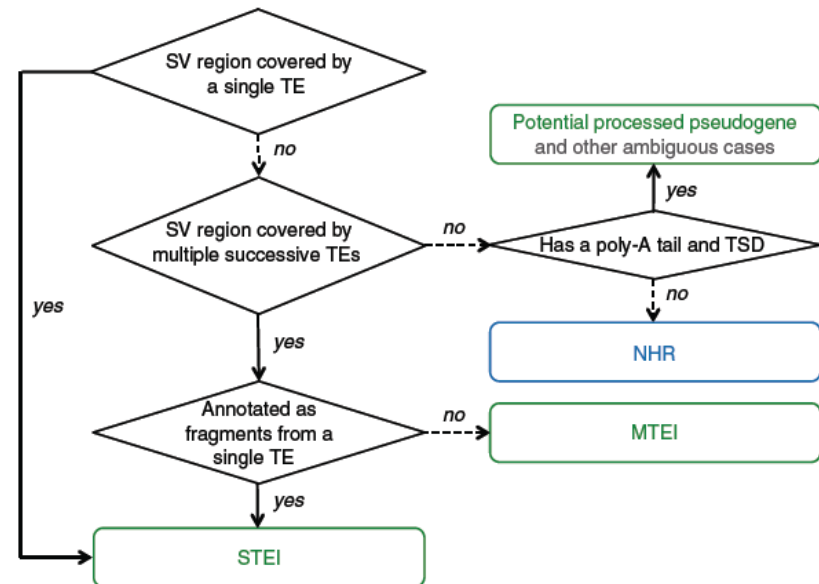 SV region covered by
a single TE
no
Potential processed pseudogene
and other ambiguous cases
yes
SV region covered by
multiple successive TEs
no
Has a poly-A tail and TSD
no
yes
yes
NHR
Annotated as
fragments from a
single TE
no
MTEI
yes
STEI